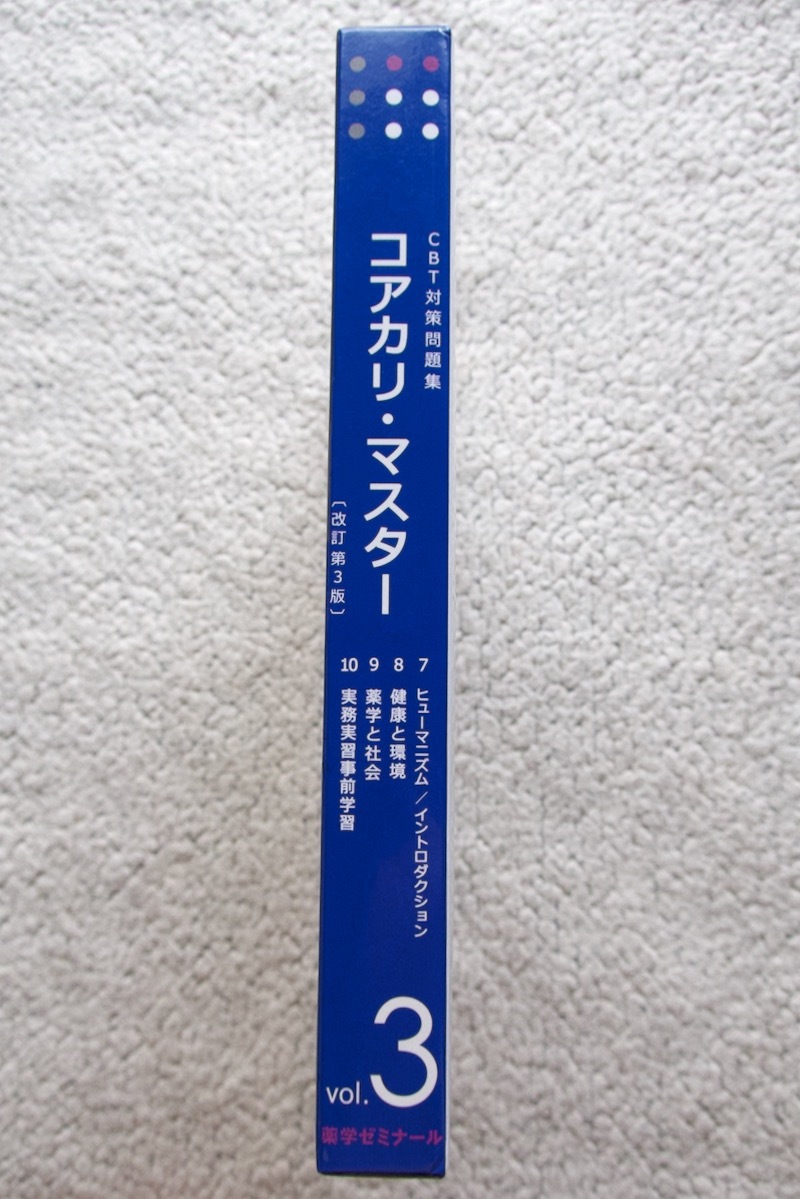 CBT対策問題集
コアカリ・マスター
〔改訂第3版〕
7 ヒューマニズム／イントロダクション
8 健康と環境
9 薬学と社会
10 実務実習事前学習
vol.3
薬学ゼミナール